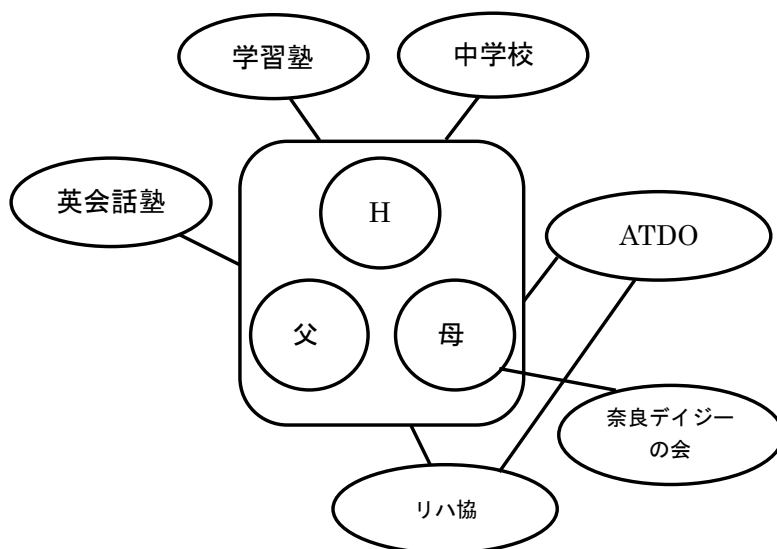 学習塾
中学校
英会話塾
H
ATDO
父
母
奈良デイジー
の会
リハ協